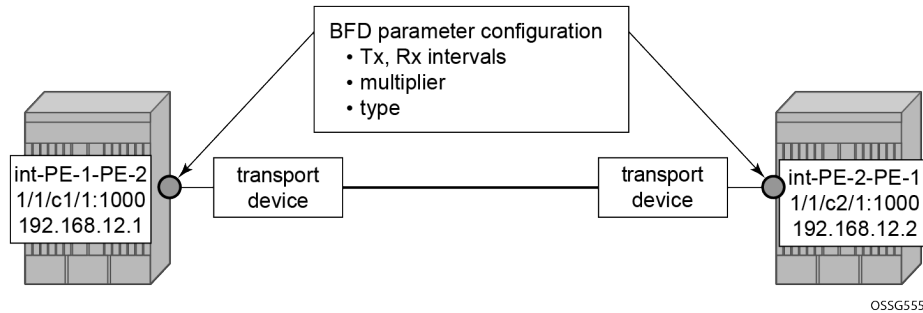 BFD parameter configuration
• Tx, Rx intervals
• multiplier
• type
int-PE-1-PE-2
1/1/c1/1:1000
192.168.12.1
transport
device
transport
device
int-PE-2-PE-1
1/1/c2/1:1000
192.168.12.2
OSSG555